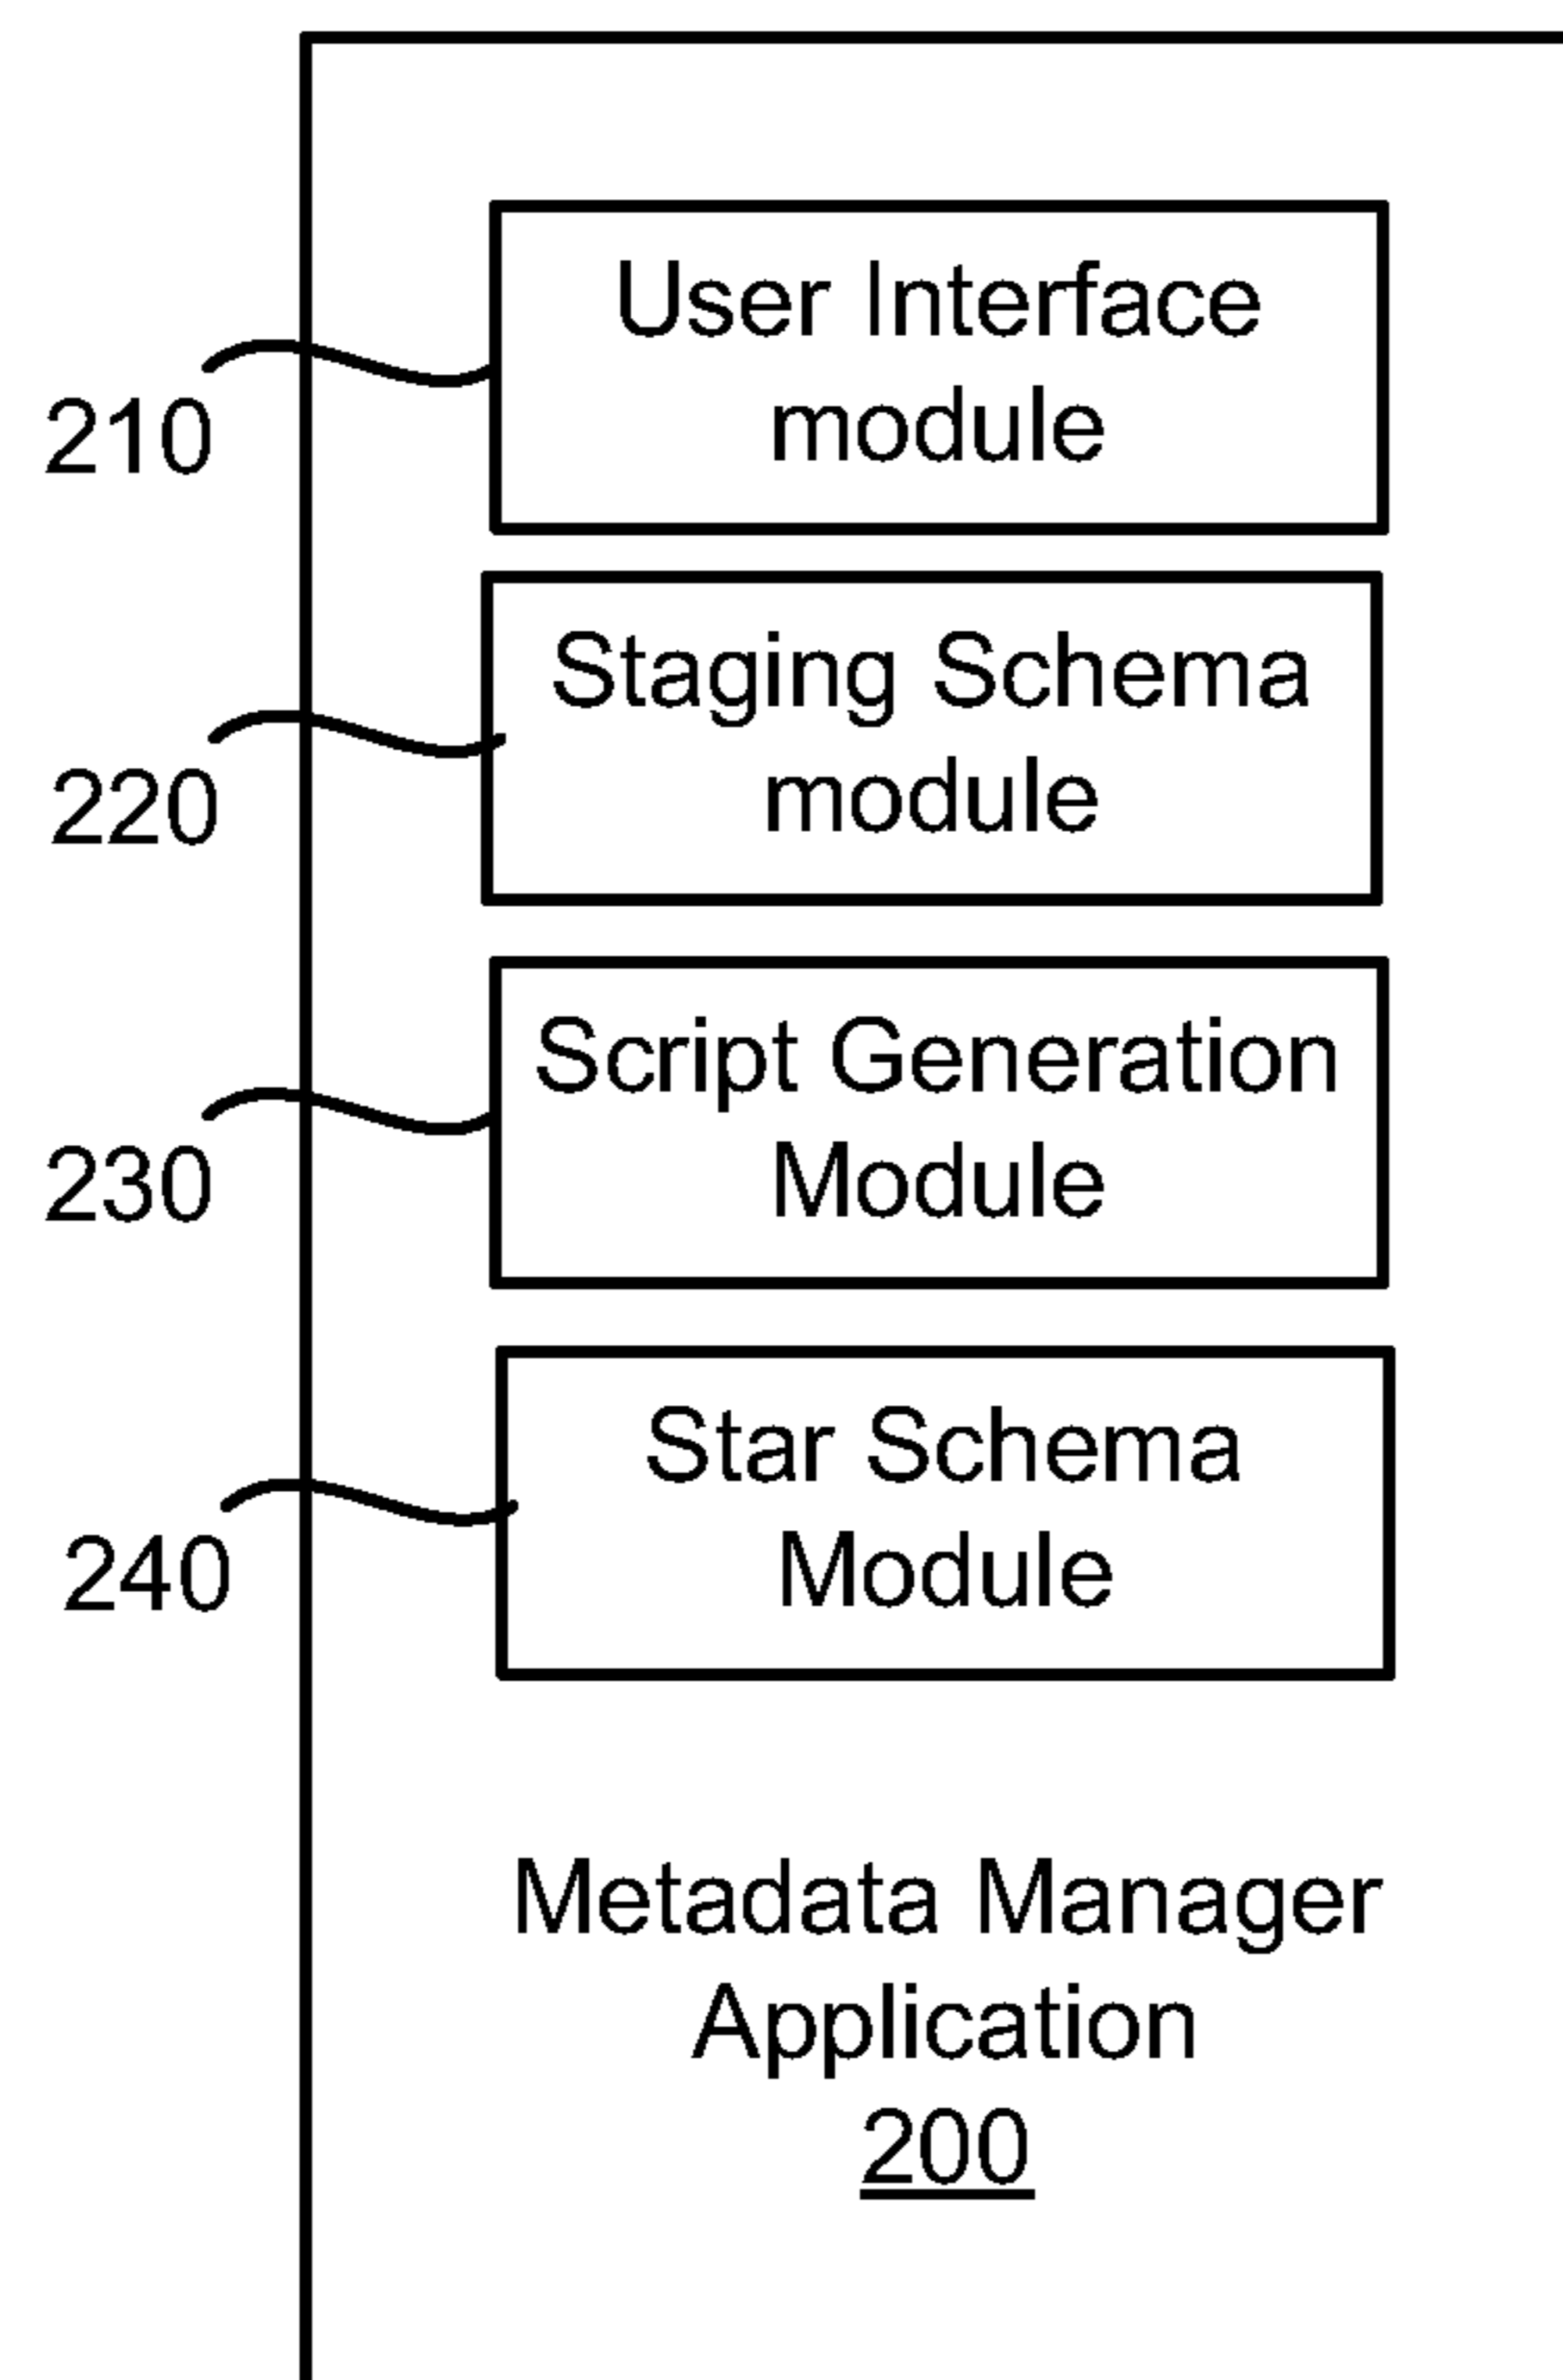 User Interface
module
210
Staging Schema
module
220
Script Generation
Module
230
Star Schema
Module
240
Metadata Manager
Application
200